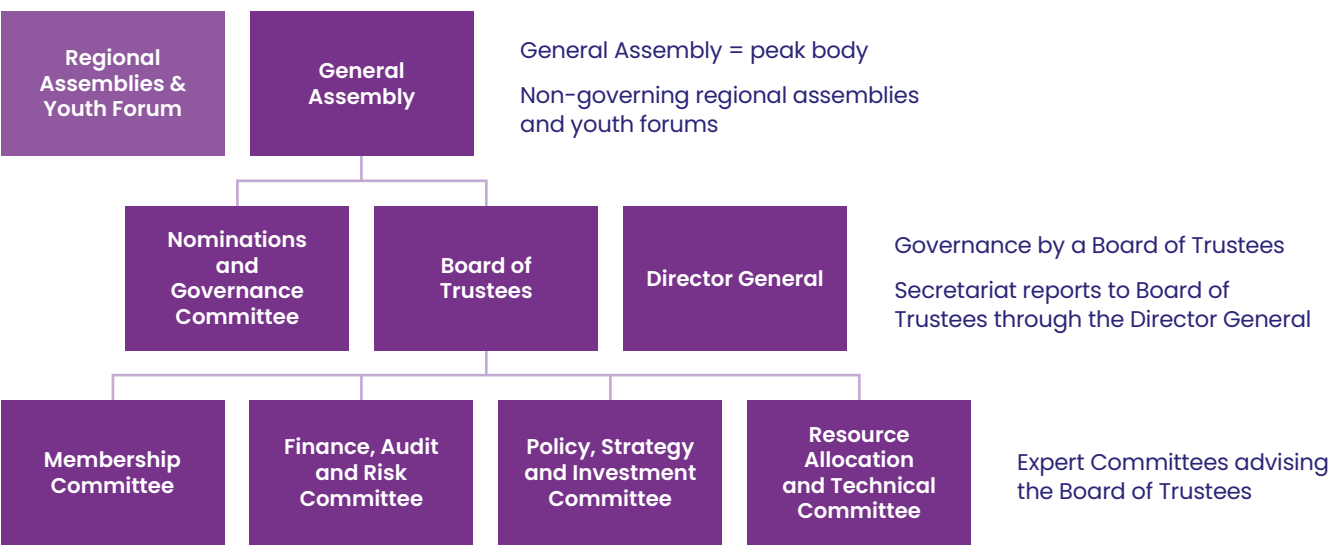 Regional
Assemblies &
Youth Forum
General
Assembly
General Assembly = peak body
Non-governing regional assemblies
and youth forums
Nominations
and
Governance
Committee
Board of
Trustees
Director General
Governance by a Board of Trustees
Secretariat reports to Board of
Trustees through the Director General
Membership
Committee
Finance, Audit
and Risk
Committee
Policy, Strategy
and Investment
Committee
Resource
Allocation
and Technical
Committee
Expert Committees advising
the Board of Trustees